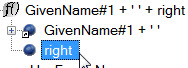 GivenName#1 + ' ' + right
GivenName#1 + ' '
right